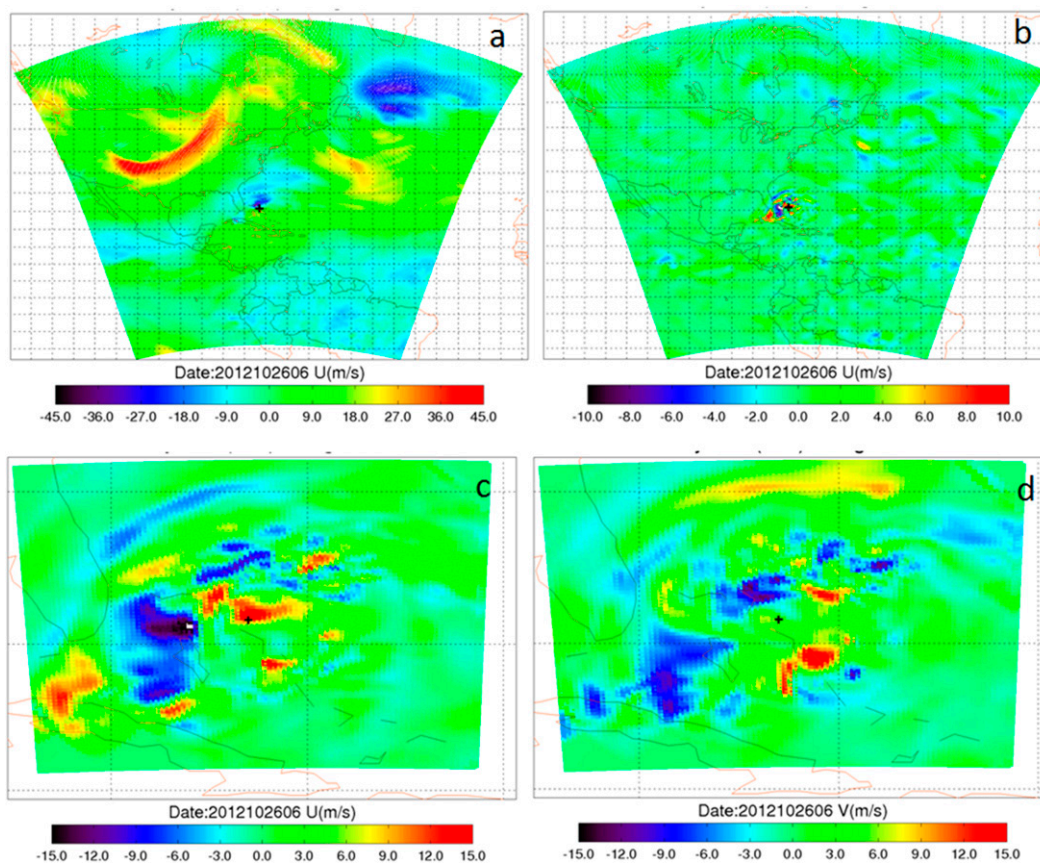 a
b
Date:2012102606 U(m/s)
-45.0 -36.0 -27.0 -18.0 -9.0 0.0 9.0 18.0 27.0 36.0 45.0
Date:2012102606 U(m/s)
-10.0 -8.0 -6.0 -4.0 -2.0 0.0 2.0 4.0 6.0 8.0 10.0
c
d
Date:2012102606 U(m/s)
-15.0 -12.0 -9.0 -6.0 -3.0 0.0 3.0 6.0 9.0 12.0 15.0
Date:2012102606 V(m/s)
-15.0 -12.0 -9.0 -6.0 -3.0 0.0 3.0 6.0 9.0 12.0 15.0